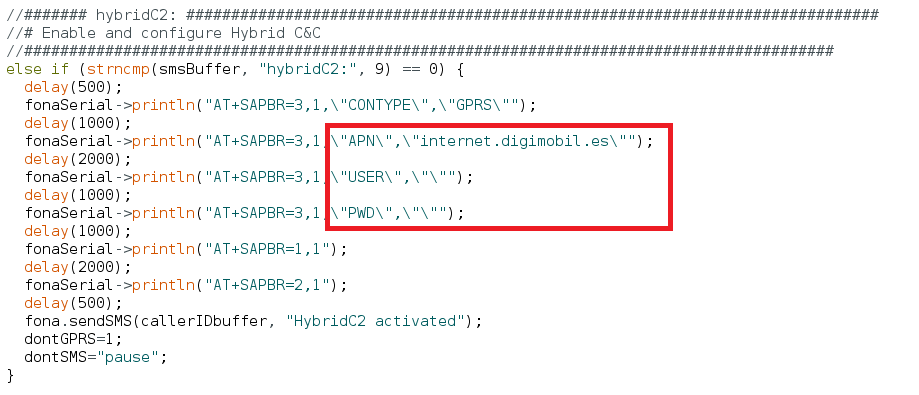 //####### hybridC2: #############################################################################
//# Enable and configure Hybrid C&C
//##########################################################################################
else if (strncmp(smsBuffer, "hybridC2:", 9) == 0) {
  delay(500);
  fonaSerial->println("AT+SAPBR=3,1,\"CONTYPE\",\"GPRS\"");
  delay(1000);
  fonaSerial->println("AT+SAPBR=3,1,\"APN\",\"internet.digimobil.es\"");
  delay(2000);
  fonaSerial->println("AT+SAPBR=3,1,\"USER\",\"\"");
  delay(1000);
  fonaSerial->println("AT+SAPBR=3,1,\"PWD\",\"\"");
  delay(1000);
  fonaSerial->println("AT+SAPBR=1,1");
  delay(2000);
  fonaSerial->println("AT+SAPBR=2,1");
  delay(500);
  fona.sendSMS(callerIDbuffer, "HybridC2 activated");
  dontGPRS=1;
  dontSMS="pause";
}